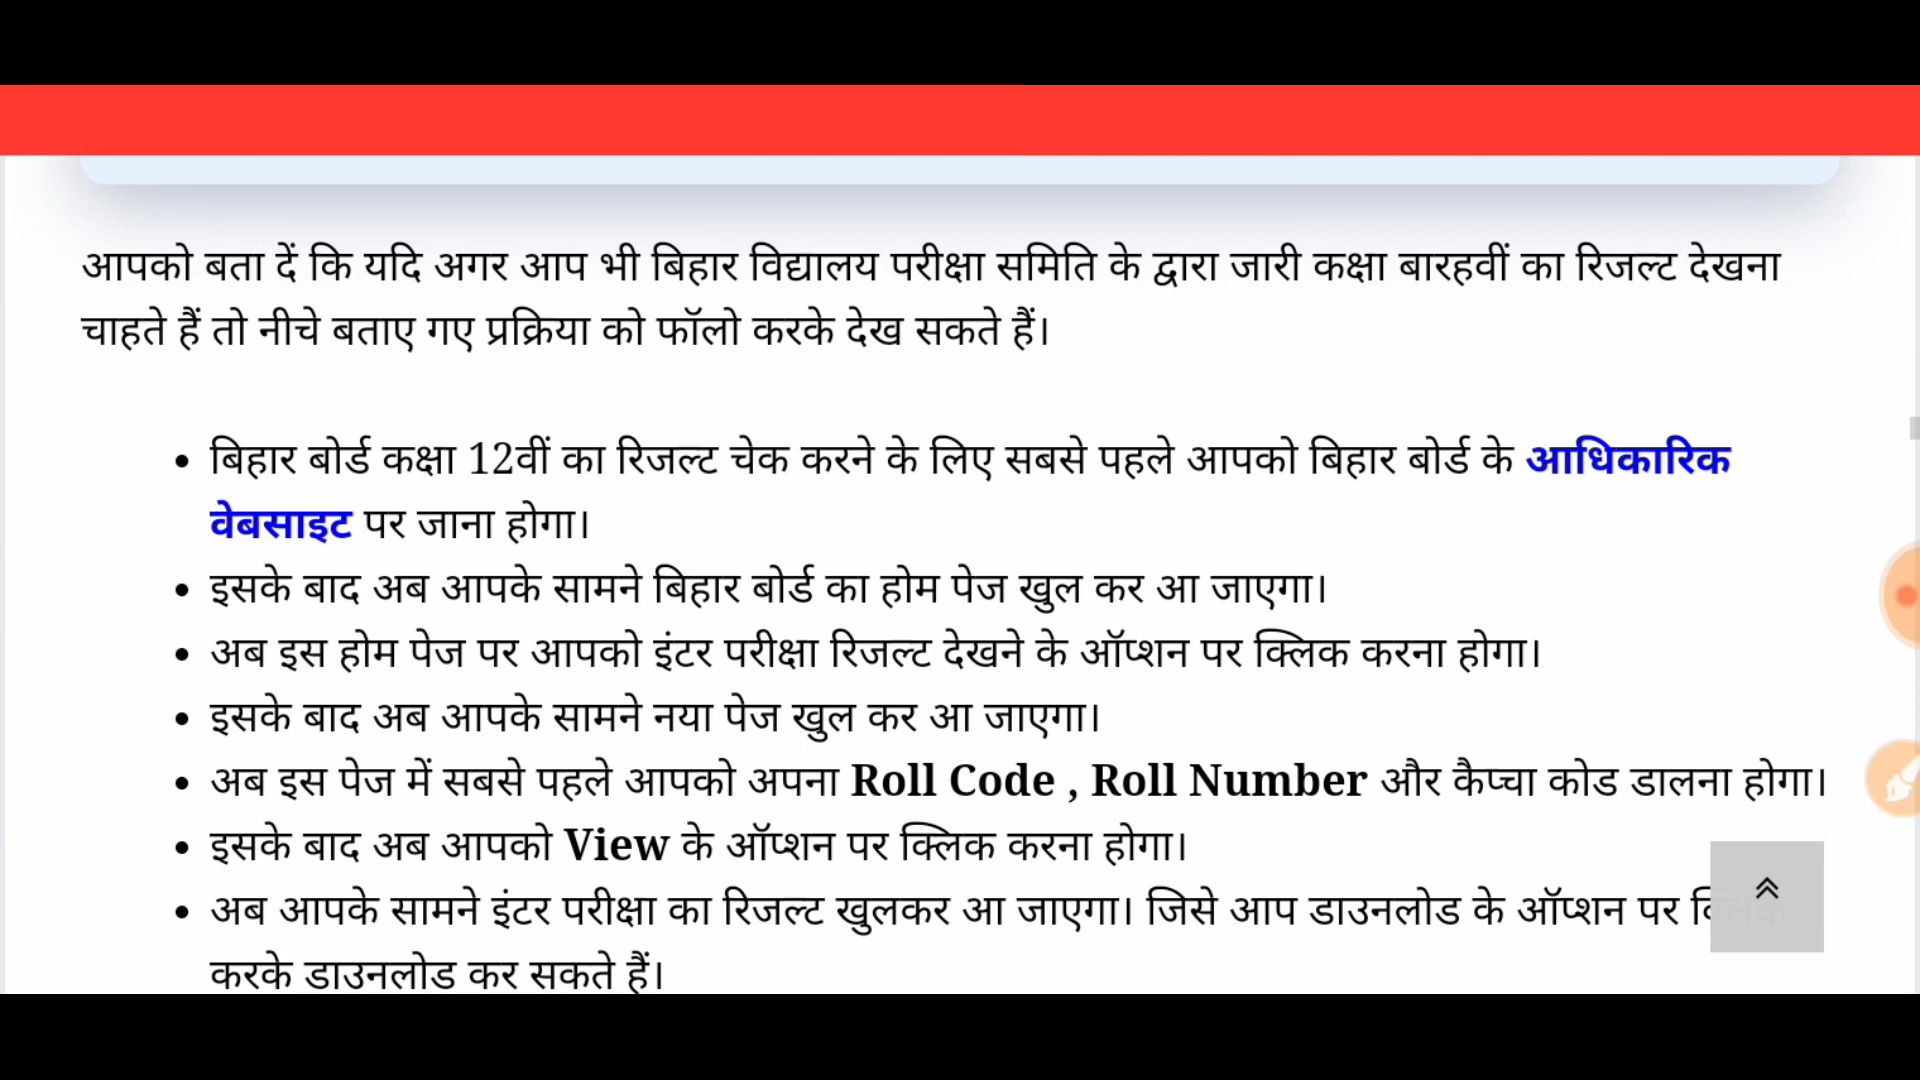 आपको बता दें कि यदि अगर आप भी बिहार विद्यालय परीक्षा समिति के द्वारा जारी कक्षा बारहवीं का रिजल्ट देखना
चाहते हैं तो नीचे बताए गए प्रक्रिया को फॉलो करके देख सकते हैं।
• बिहार बोर्ड कक्षा 12वीं का रिजल्ट चेक करने के लिए सबसे पहले आपको बिहार बोर्ड के आधिकारिक
वेबसाइट पर जाना होगा।
• इसके बाद अब आपके सामने बिहार बोर्ड का होम पेज खुल कर आ जाएगा।
• अब इस होम पेज पर आपको इंटर परीक्षा रिजल्ट देखने के ऑप्शन पर क्लिक करना होगा।
• इसके बाद अब आपके सामने नया पेज खुल कर आ जाएगा।
• अब इस पेज में सबसे पहले आपको अपना Roll Code , Roll Number और कैप्चा कोड डालना होगा।
• इसके बाद अब आपको View के ऑप्शन पर क्लिक करना होगा।
• अब आपके सामने इंटर परीक्षा का रिजल्ट खुलकर आ जाएगा। जिसे आप डाउनलोड के ऑप्शन पर क्लिक
करके डाउनलोड कर सकते हैं।